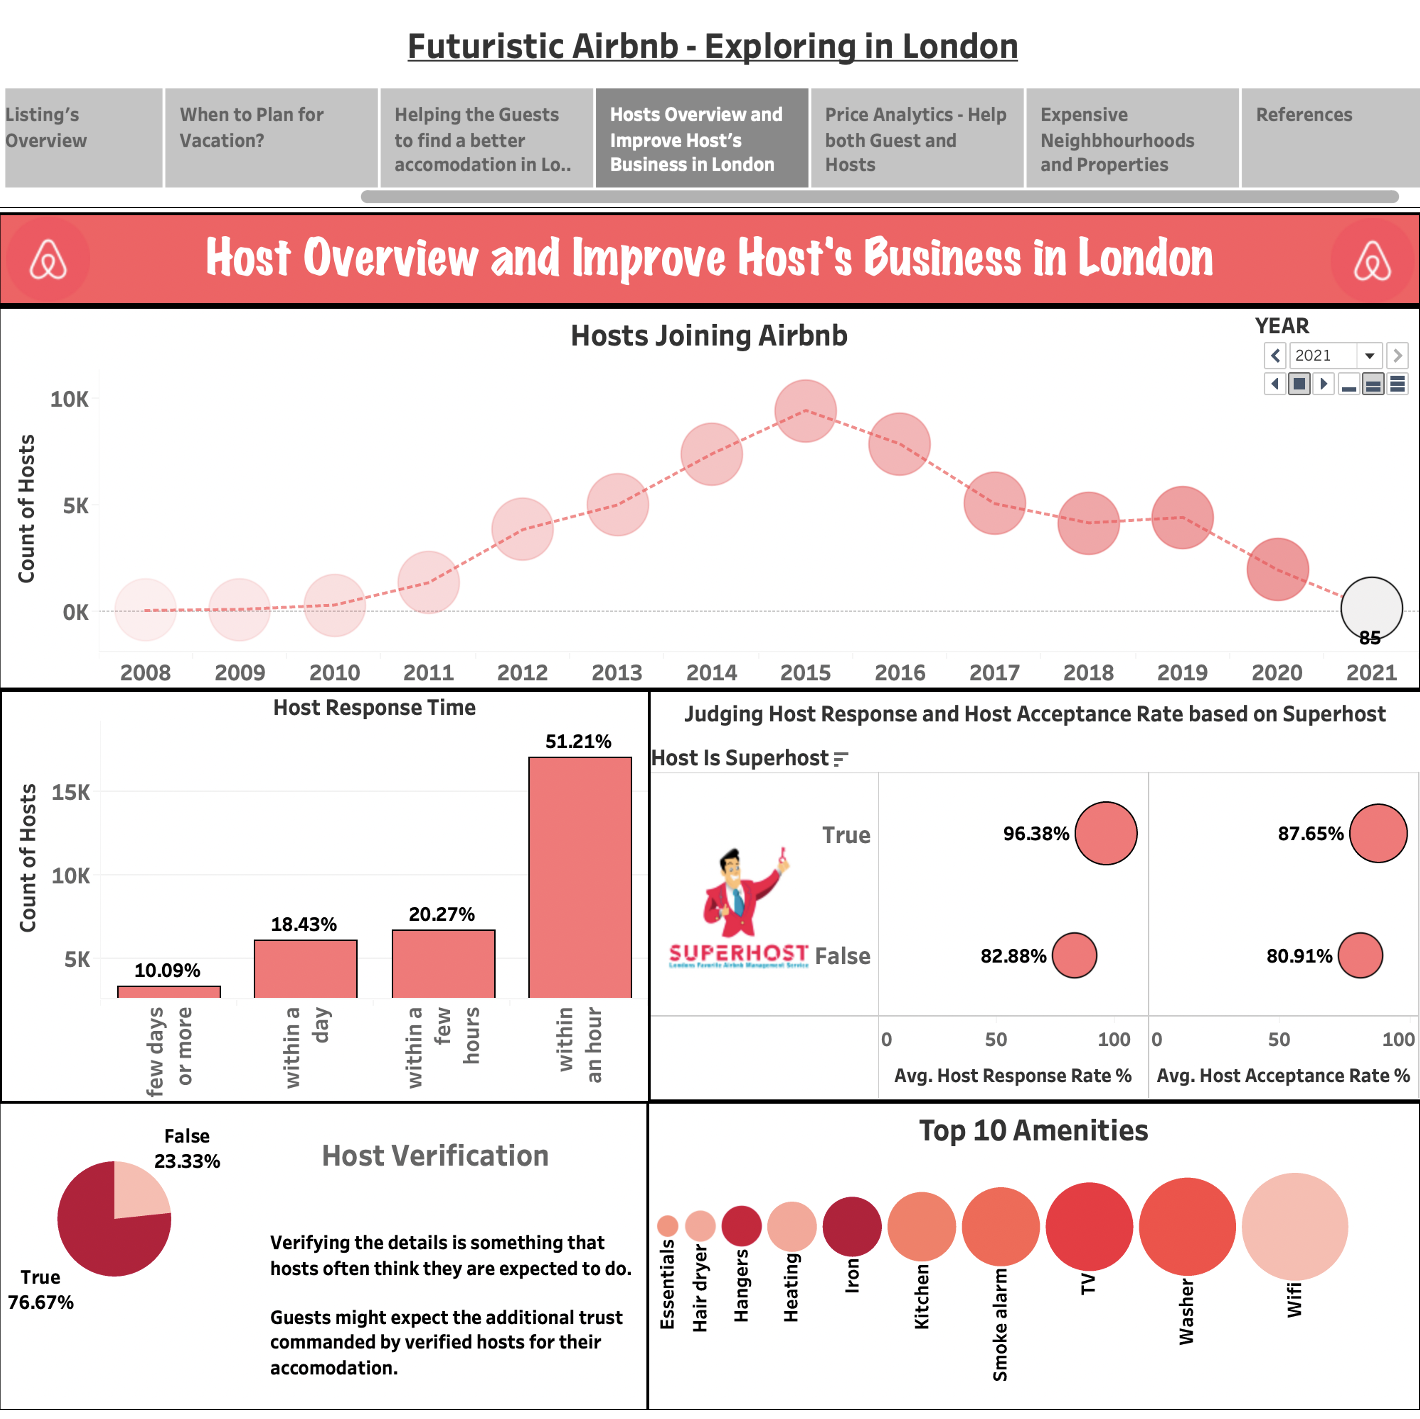 Futuristic Airbnb - Exploring in London
Listing's
Overview
When to Plan for
Vacation?
Helping the Guests
to find a better
accomodation in Lo..
Hosts Overview and
Improve Host's
Business in London
Price Analytics - Help
both Guest and
Hosts
Expensive
Neighbhourhoods
and Properties
References
Host Overview and Improve Host's Business in London
Hosts Joining Airbnb
YEAR
2021
Count of Hosts
10K
5K
0K
85
2008 2009 2010 2011 2012 2013 2014 2015 2016 2017 2018 2019 2020 2021
Host Response Time
Count of Hosts
15K
10K
5K
10.09%
18.43%
20.27%
51.21%
few days
or more
within a
day
within a
few
hours
within
an hour
Judging Host Response and Host Acceptance Rate based on Superhost
Host Is Superhost
SUPERHOST
Londons Favorite Airbnb Management Service
True
96.38%
87.65%
False
82.88%
80.91%
0 50 100
0 50 100
Avg. Host Response Rate %
Avg. Host Acceptance Rate %
False
23.33%
True
76.67%
Host Verification
Verifying the details is something that
hosts often think they are expected to do.
Guests might expect the additional trust
commanded by verified hosts for their
accomodation.
Top 10 Amenities
Essentials
Hair dryer
Hangers
Heating
Iron
Kitchen
Smoke alarm
TV
Washer
Wifi